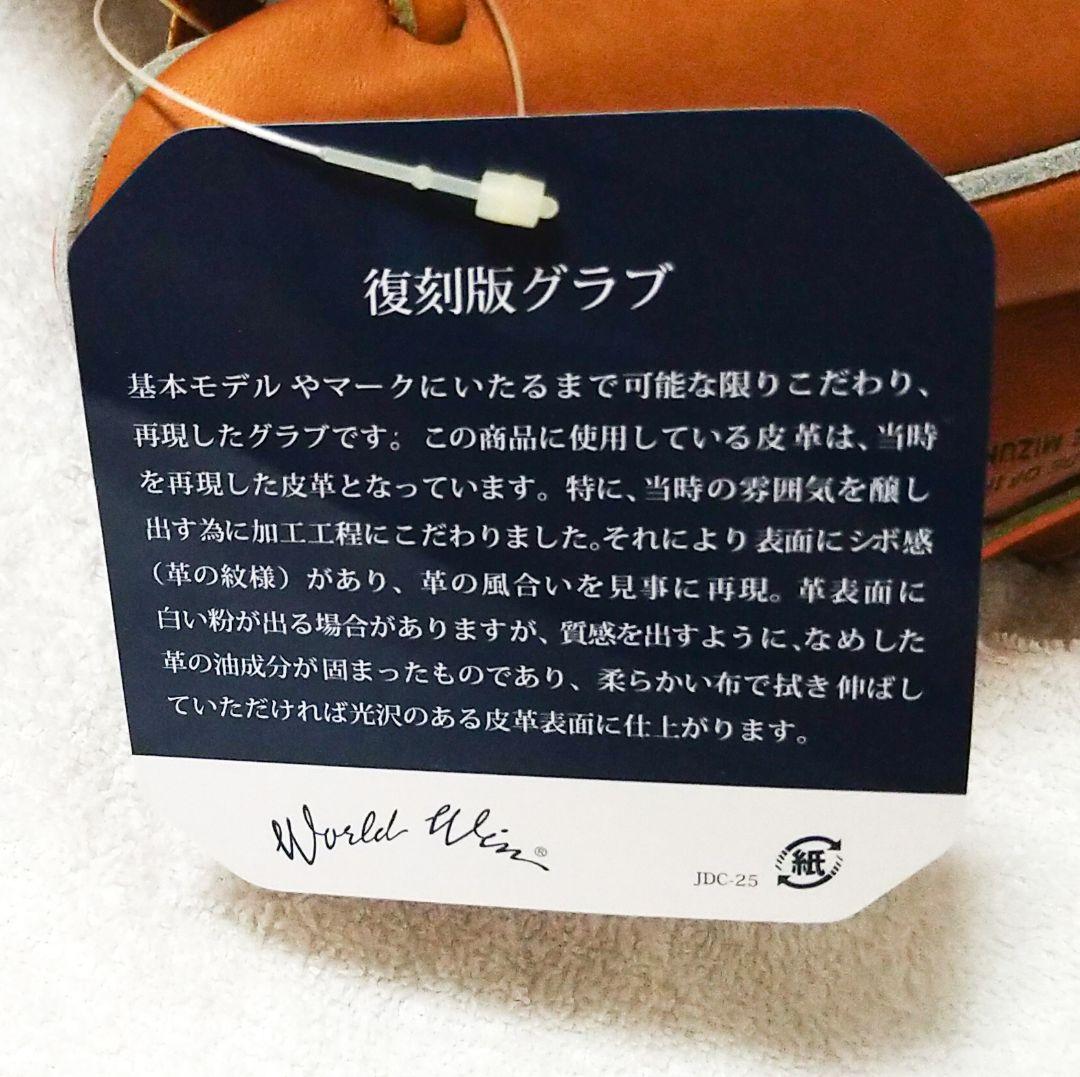 復刻版グラブ
基本モデルやマークにいたるまで可能な限りこだわり、
再現したグラブです。この商品に使用している皮革は、当時
を再現した皮革となっています。特に、当時の雰囲気を醸し
出す為に加工工程にこだわりました。それにより表面にシボ感
（革の紋様）があり、革の風合いを見事に再現。革表面に
白い粉が出る場合がありますが、質感を出すように、なめした
革の油成分が固まったものであり、柔らかい布で拭き伸ばし
ていただければ光沢のある皮革表面に仕上がります。
World Win®
JDC-25
紙